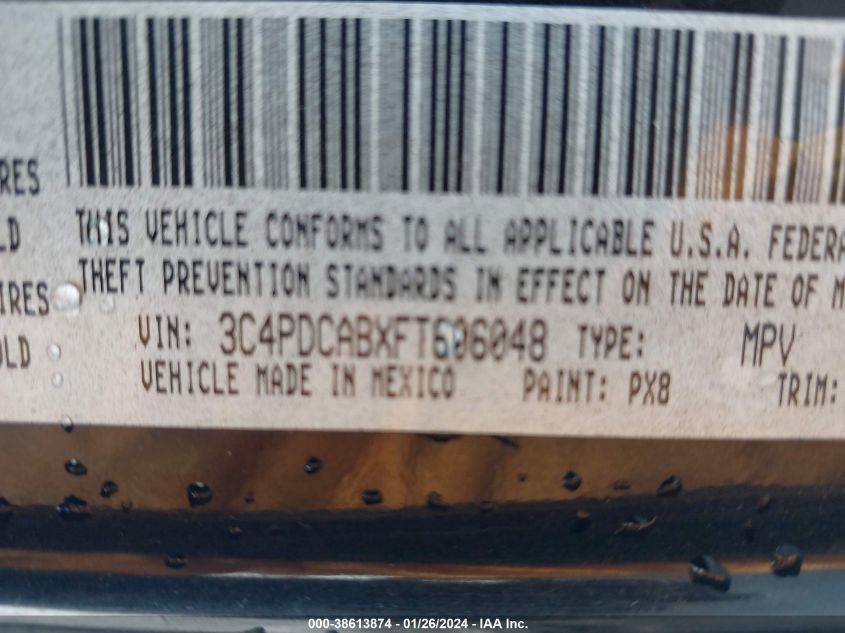 RES
LD
THIS VEHICLE CONFORMS TO ALL APPLICABLE U.S.A. FEDERA
THEFT PREVENTION STANDARDS IN EFFECT ON THE DATE OF M
IRES
VIN: 3C4PDCABXFT606048 TYPE: MPV
OLD
VEHICLE MADE IN MEXICO PAINT: PX8 TRIM:
000-38613874 - 01/26/2024 - IAA Inc.